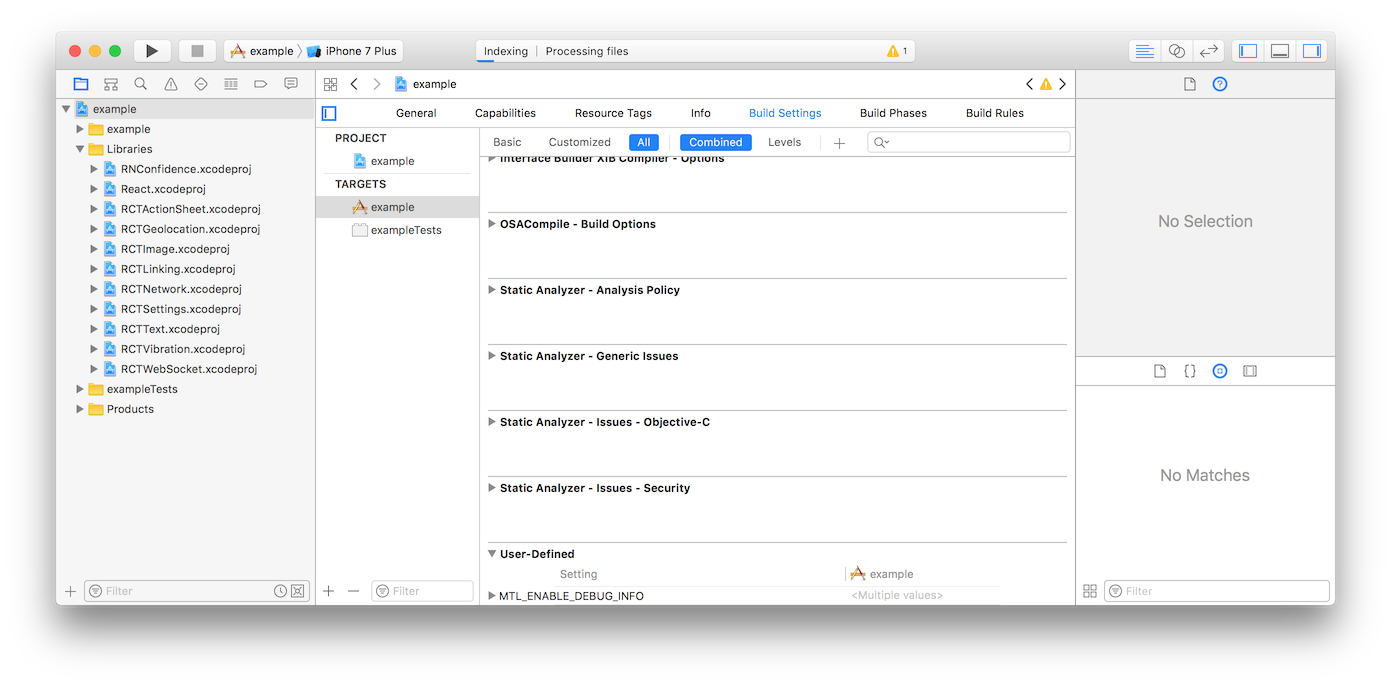 example
iPhone 7 Plus
Indexing
Processing files
1
example
example
Libraries
RNConfidence.xcodeproj
React.xcodeproj
RCTActionSheet.xcodeproj
RCTGeolocation.xcodeproj
RCTImage.xcodeproj
RCTLinking.xcodeproj
RCTNetwork.xcodeproj
RCTSettings.xcodeproj
RCTText.xcodeproj
RCTVibration.xcodeproj
RCTWebSocket.xcodeproj
exampleTests
Products
Filter
example
General Capabilities Resource Tags Info Build Settings Build Phases Build Rules
PROJECT
example
TARGETS
example
exampleTests
Filter
Basic Customized All Combined Levels
Interface Builder XIB Compiler - Options
OSACompile - Build Options
Static Analyzer - Analysis Policy
Static Analyzer - Generic Issues
Static Analyzer - Issues - Objective-C
Static Analyzer - Issues - Security
User-Defined
Setting example
MTL_ENABLE_DEBUG_INFO <Multiple values>
No Selection
No Matches
Filter